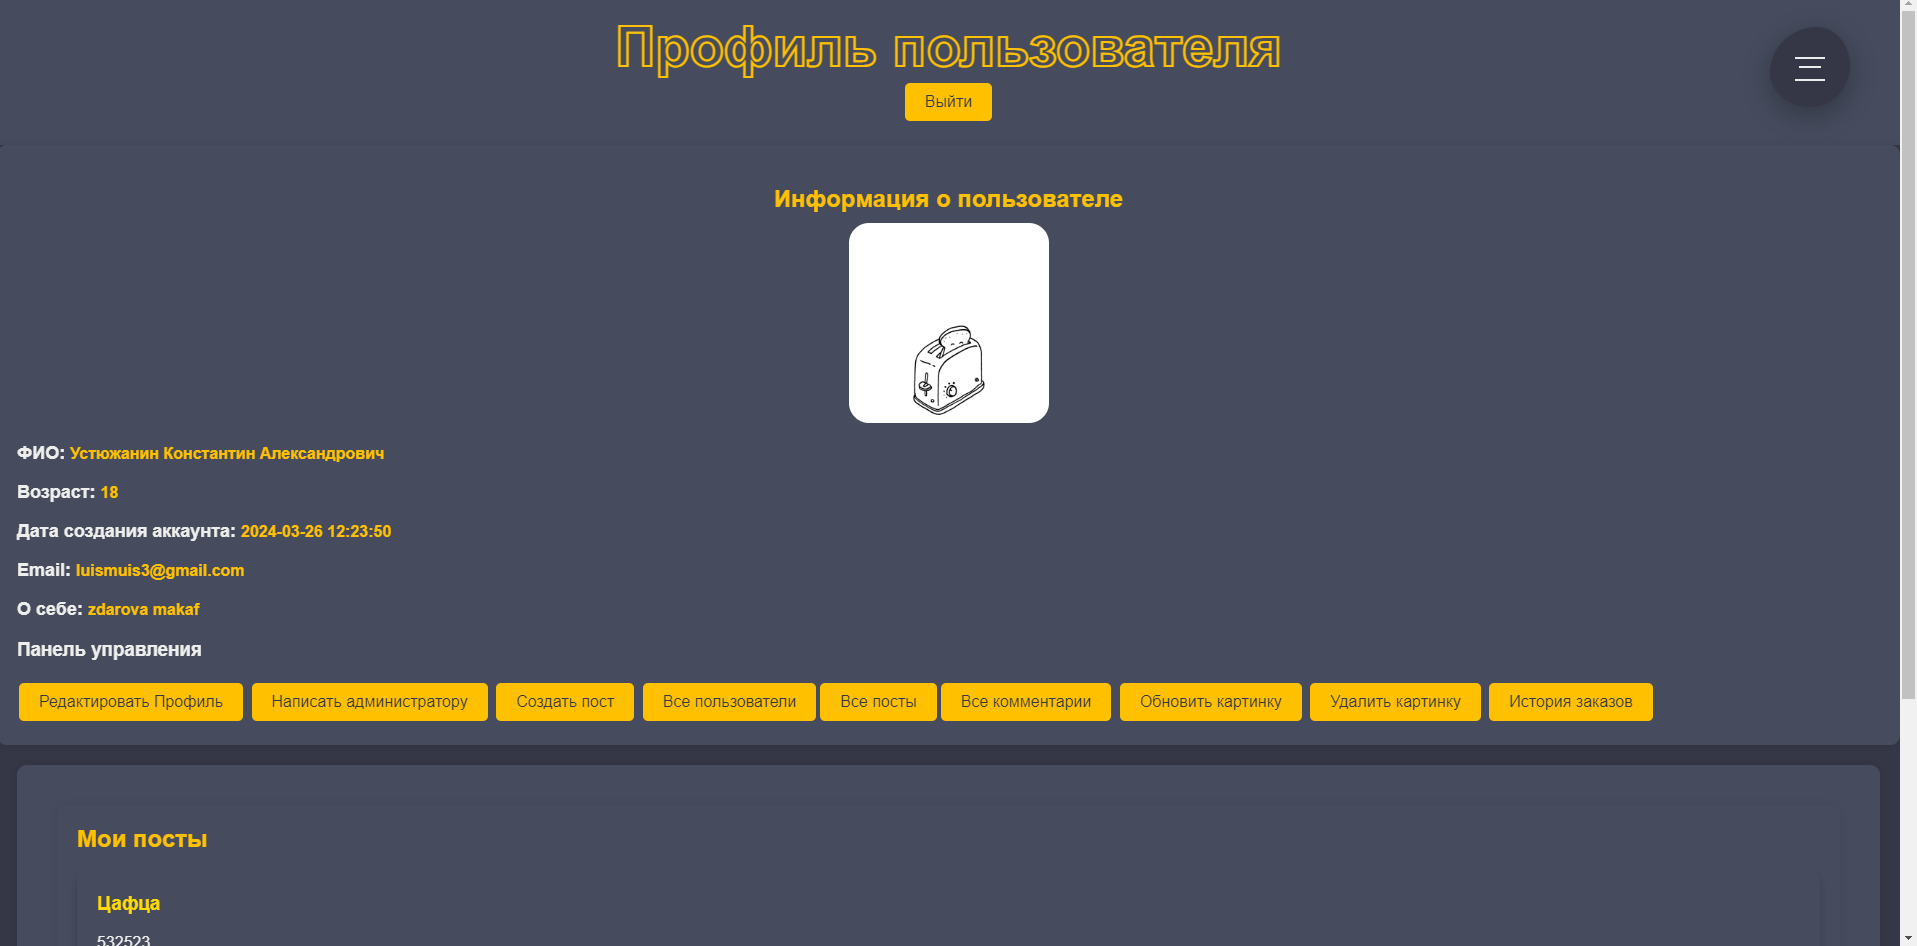 Профиль пользователя
Выйти
Информация о пользователе
ФИО: Устюжанин Константин Александрович
Возраст: 18
Дата создания аккаунта: 2024-03-26 12:23:50
Email: luismuis3@gmail.com
О себе: zdarova makaf
Панель управления
Редактировать Профиль Написать администратору Создать пост Все пользователи Все посты Все комментарии Обновить картинку Удалить картинку История заказов
Мои посты
Цафца
532523